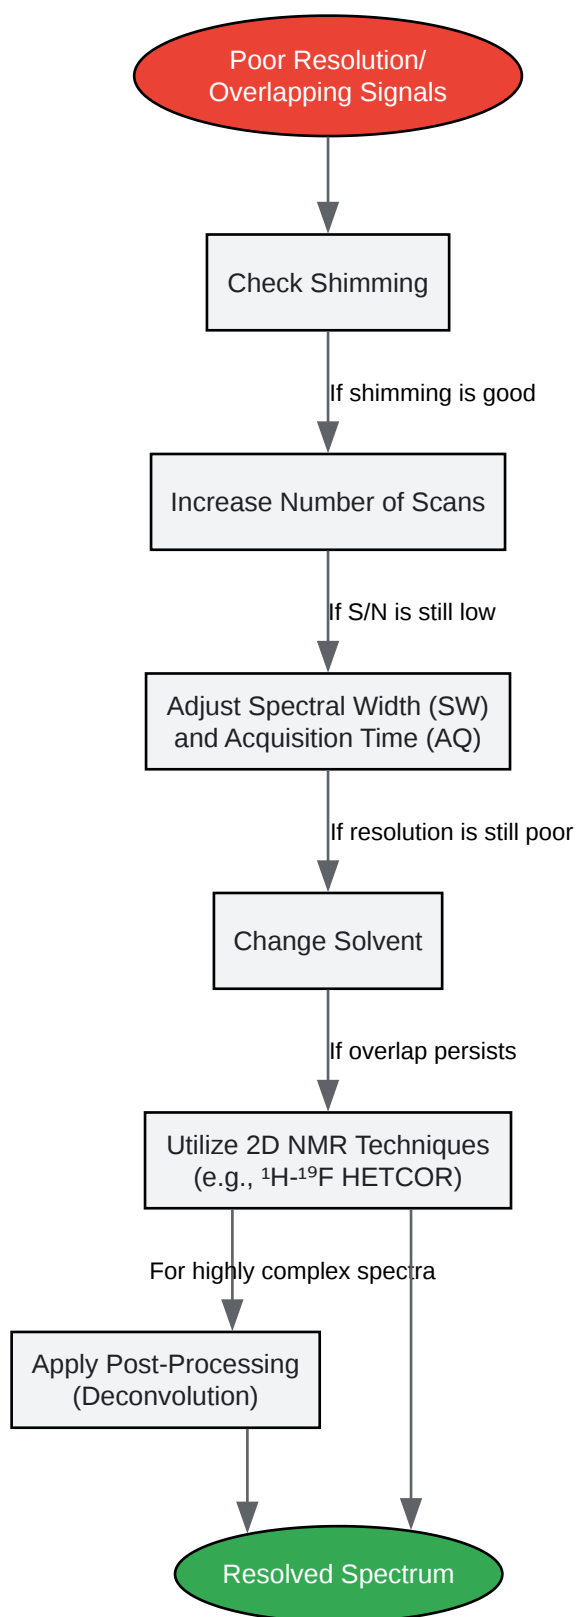 Poor Resolution/
Overlapping Signals
Check Shimming
If shimming is good
Increase Number of Scans
If S/N is still low
Adjust Spectral Width (SW)
and Acquisition Time (AQ)
If resolution is still poor
Change Solvent
If overlap persists
Utilize 2D NMR Techniques
(e.g., ¹H-¹⁹F HETCOR)
For highly complex spectra
Apply Post-Processing
(Deconvolution)
Resolved Spectrum